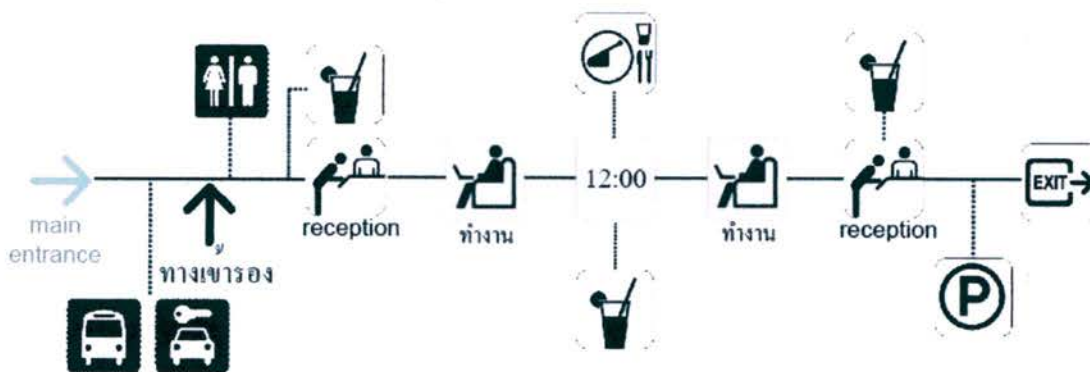 main
entrance
ทางเข้ารอง
reception
ทำงาน
12:00
ทำงาน
reception
P
EXIT